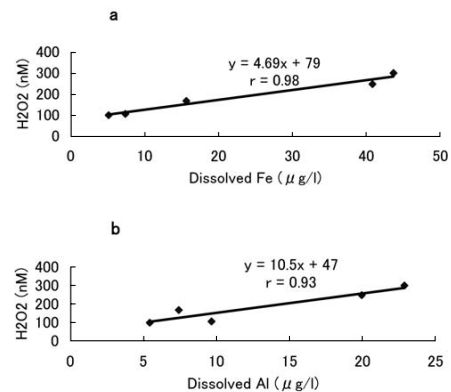 a
y = 4.69x + 79
r = 0.98
H2O2 (nM)
400
300
200
100
0
0 10 20 30 40 50
Dissolved Fe ( μ g/l)
b
y = 10.5x + 47
r = 0.93
H2O2 (nM)
400
300
200
100
0
0 5 10 15 20 25
Dissolved Al ( μ g/l)